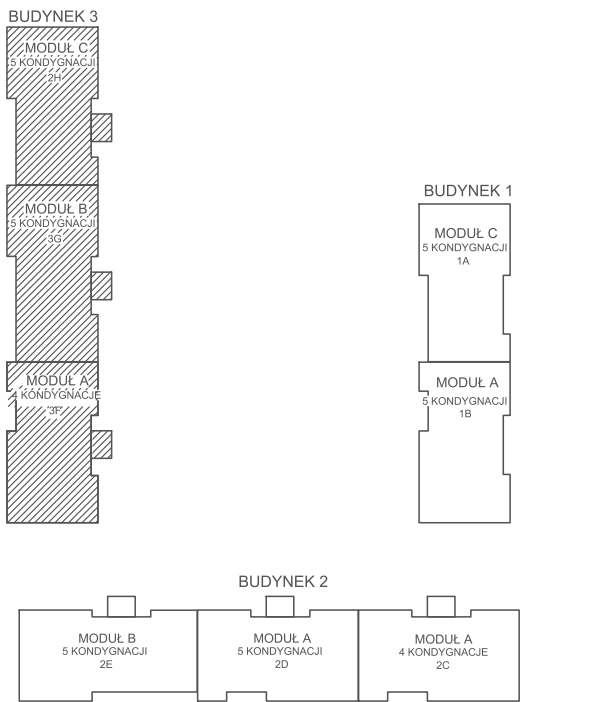 BUDYNEK 3
MODUŁ C
5 KONDYGNACJI
2H
MODUŁ B
5 KONDYGNACJI
3G
MODUŁ A
4 KONDYGNACJE
3F
BUDYNEK 1
MODUŁ C
5 KONDYGNACJI
1A
MODUŁ A
5 KONDYGNACJI
1B
BUDYNEK 2
MODUŁ B
5 KONDYGNACJI
2E
MODUŁ A
5 KONDYGNACJI
2D
MODUŁ A
4 KONDYGNACJE
2C